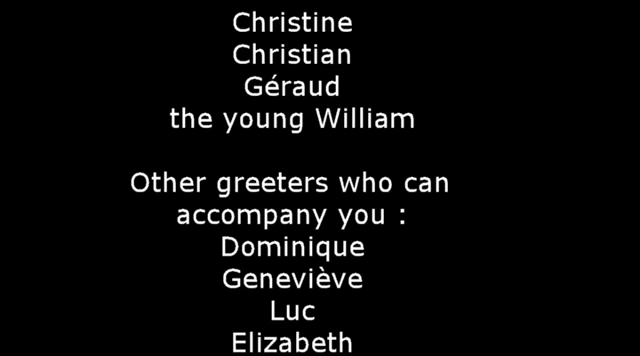 Christine
Christian
Géraud
the young William
Other greeters who can
accompany you :
Dominique
Geneviève
Luc
Elizabeth